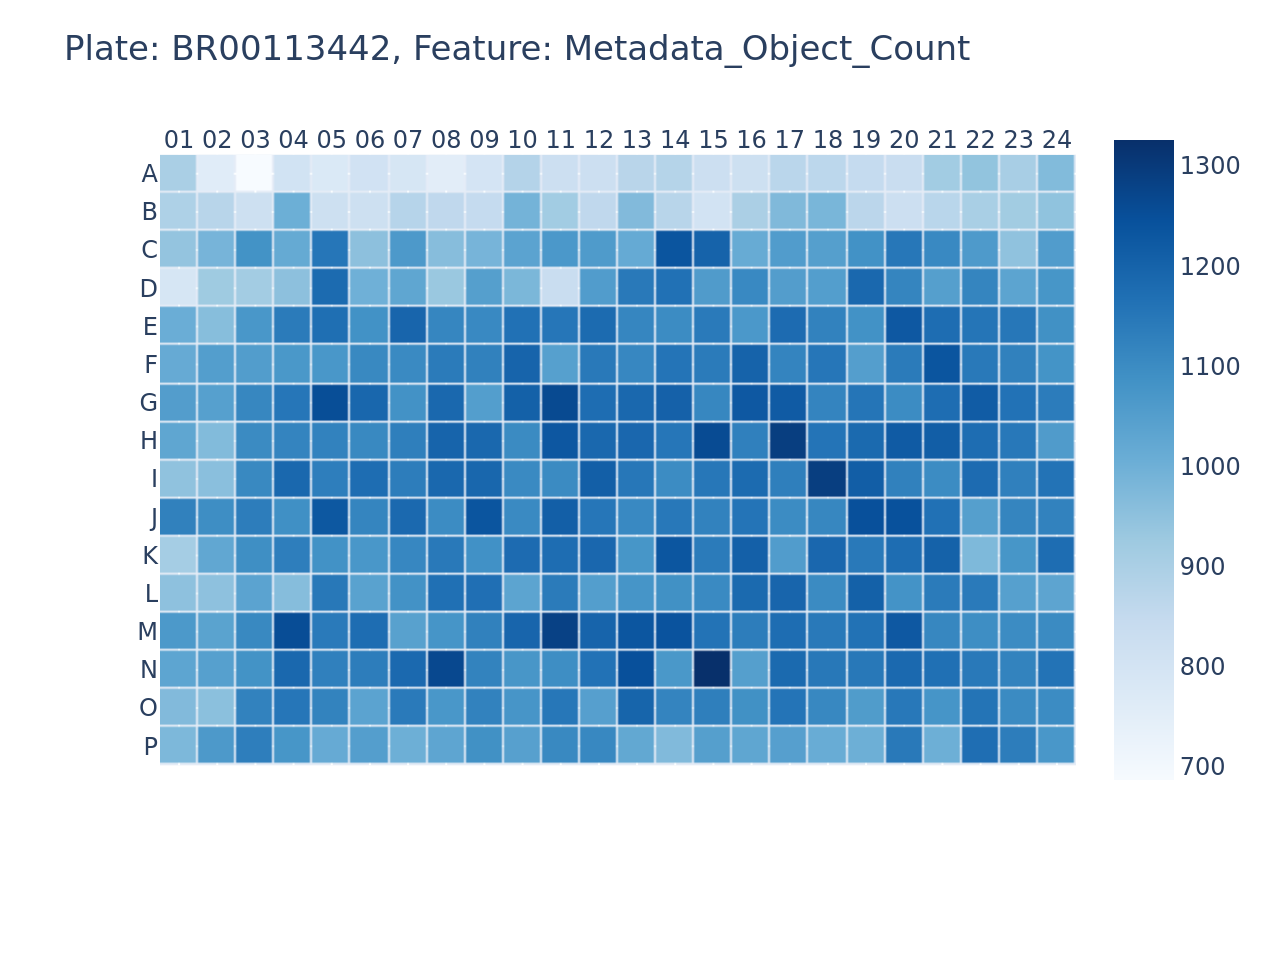 Plate: BR00113442, Feature: Metadata_Object_Count
01 02 03 04 05 06 07 08 09 10 11 12 13 14 15 16 17 18 19 20 21 22 23 24
A
B
C
D
E
F
G
H
I
J
K
L
M
N
O
P
1300
1200
1100
1000
900
800
700